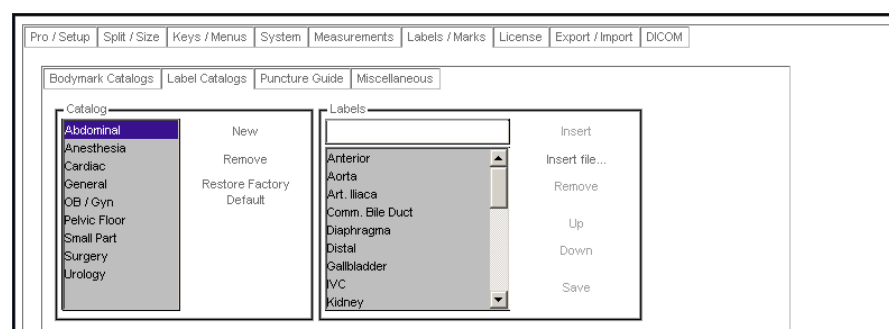 Pro / Setup Split / Size Keys / Menus System Measurements Labels / Marks License Export / Import DICOM
Bodymark Catalogs Label Catalogs Puncture Guide Miscellaneous
Catalog
Abdominal
Anesthesia
Cardiac
General
OB / Gyn
Pelvic Floor
Small Part
Surgery
Urology
New
Remove
Restore Factory
Default
Labels
Anterior
Aorta
Art. Iliaca
Comm. Bile Duct
Diaphragma
Distal
Gallbladder
IVC
Kidney
Insert
Insert file...
Remove
Up
Down
Save